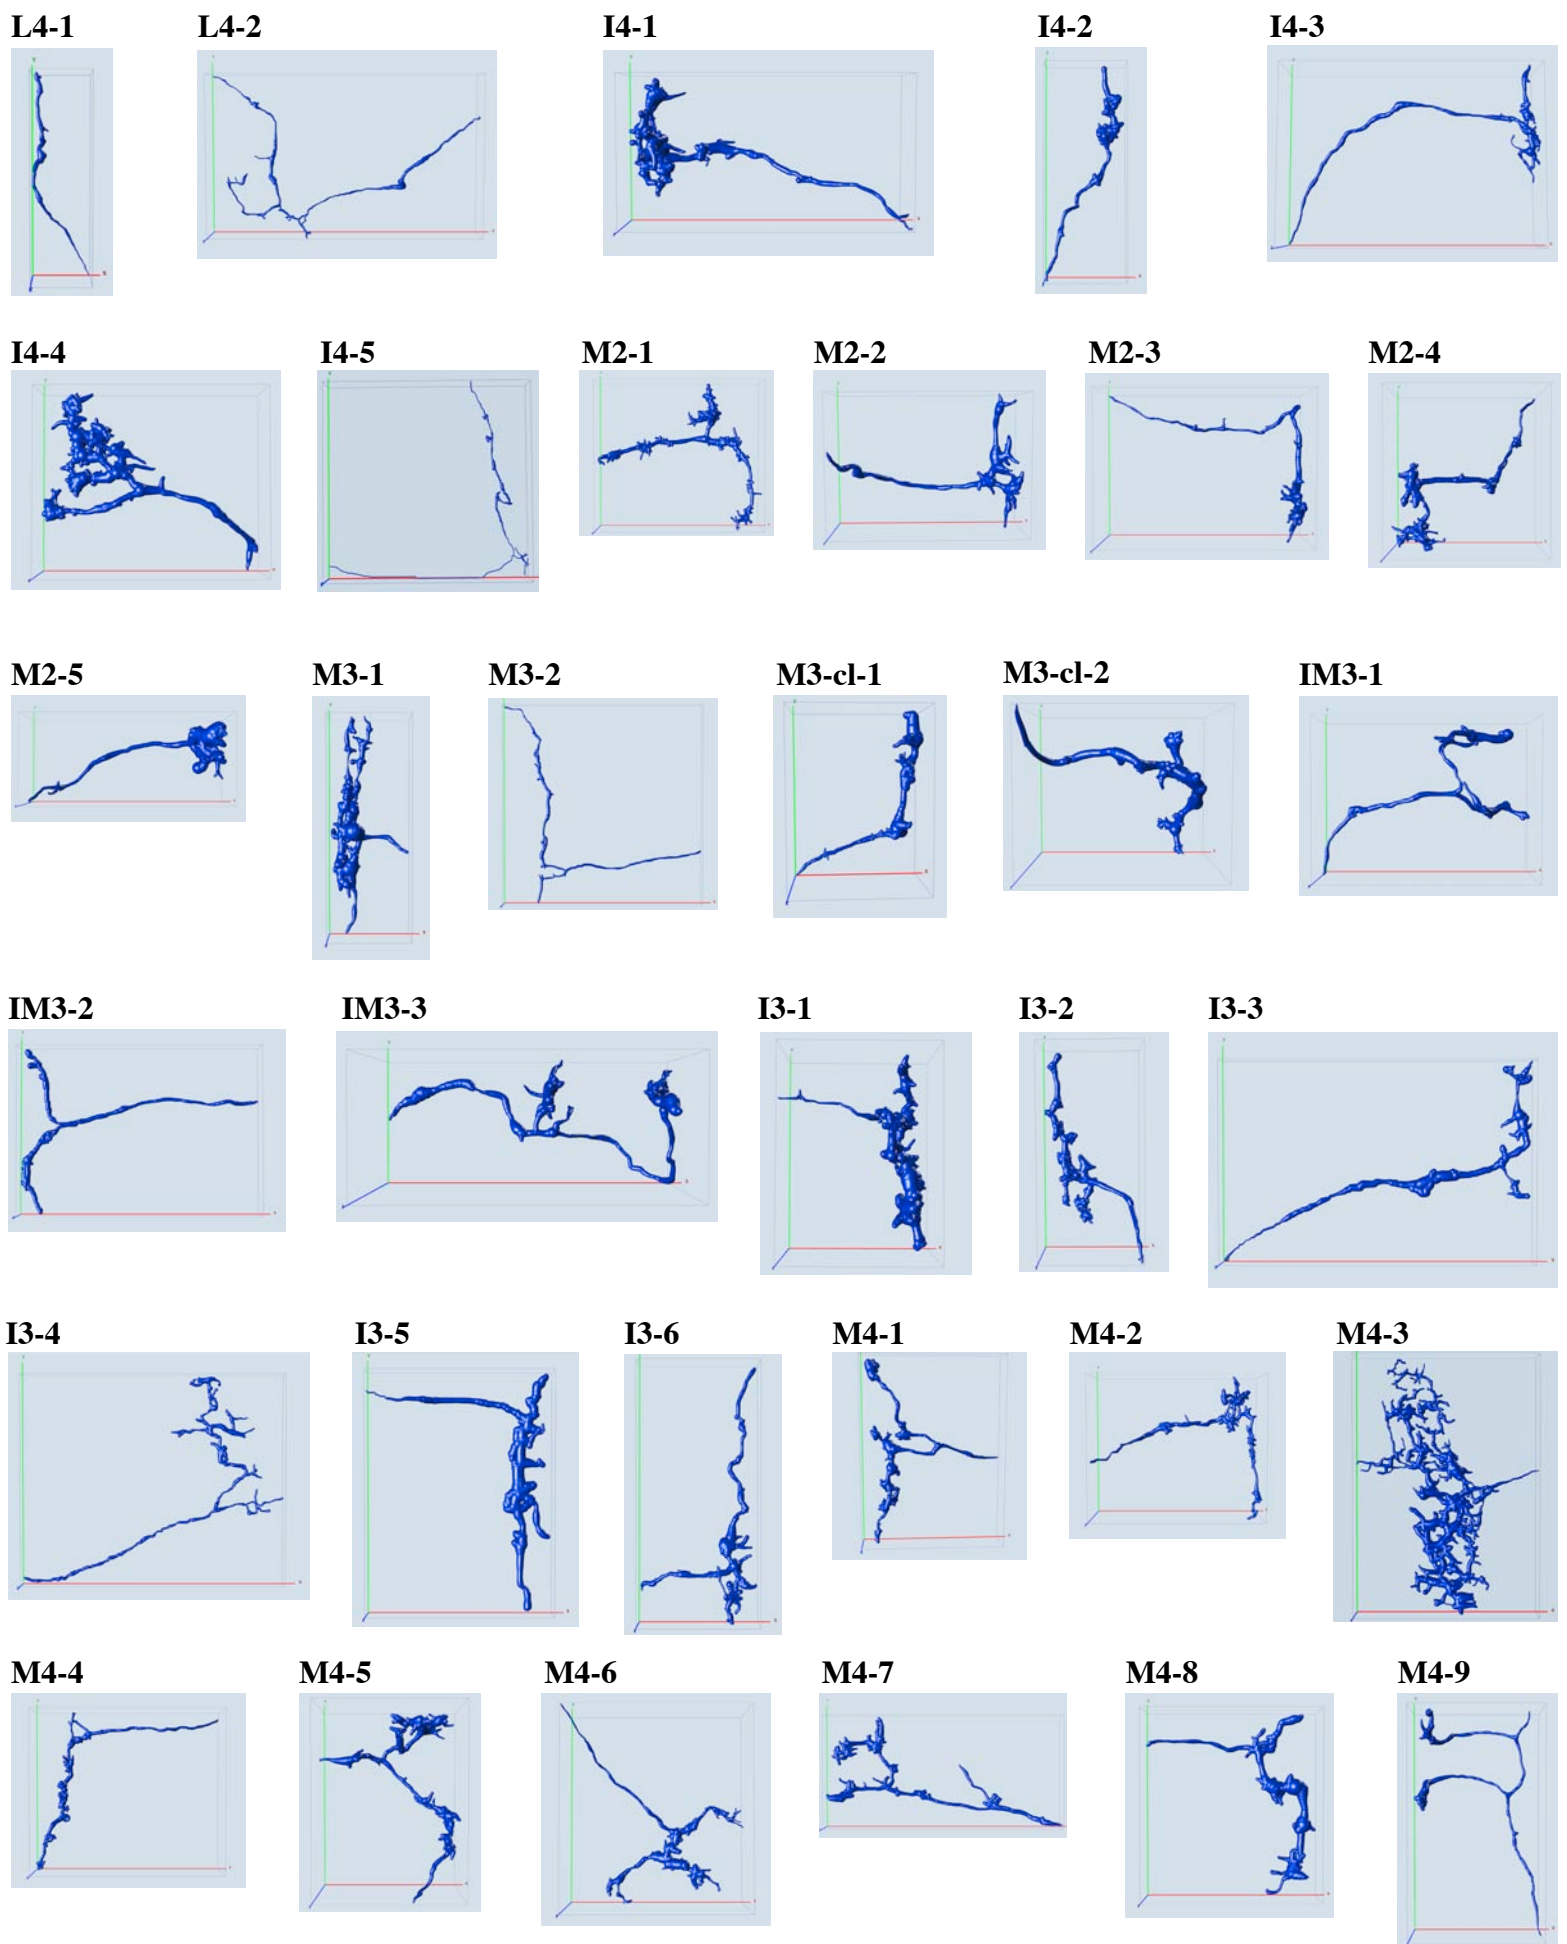 L4-1 L4-2 I4-1 I4-2 I4-3
I4-4 I4-5 M2-1 M2-2 M2-3 M2-4
M2-5 M3-1 M3-2 M3-cl-1 M3-cl-2 IM3-1
IM3-2 IM3-3 I3-1 I3-2 I3-3
I3-4 I3-5 I3-6 M4-1 M4-2 M4-3
M4-4 M4-5 M4-6 M4-7 M4-8 M4-9